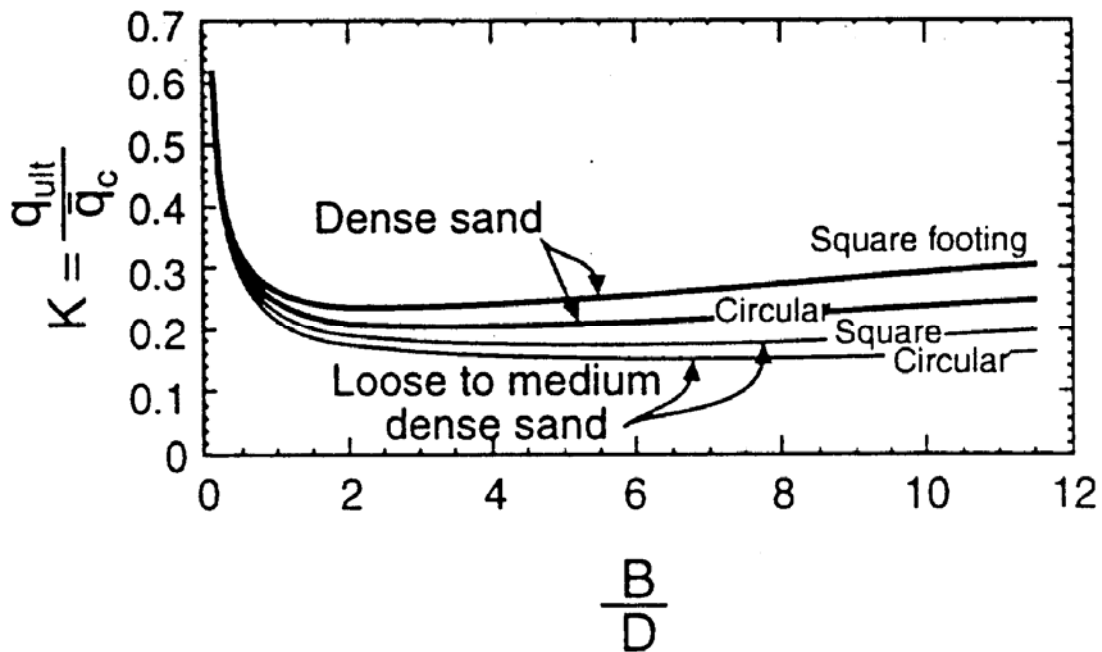 0.7
0.6
0.5
0.4
0.3
0.2
0.1
0
K = q_ult / q̄_c
Dense sand
Square footing
Circular
Square
Circular
Loose to medium
dense sand
0 2 4 6 8 10 12
B
D